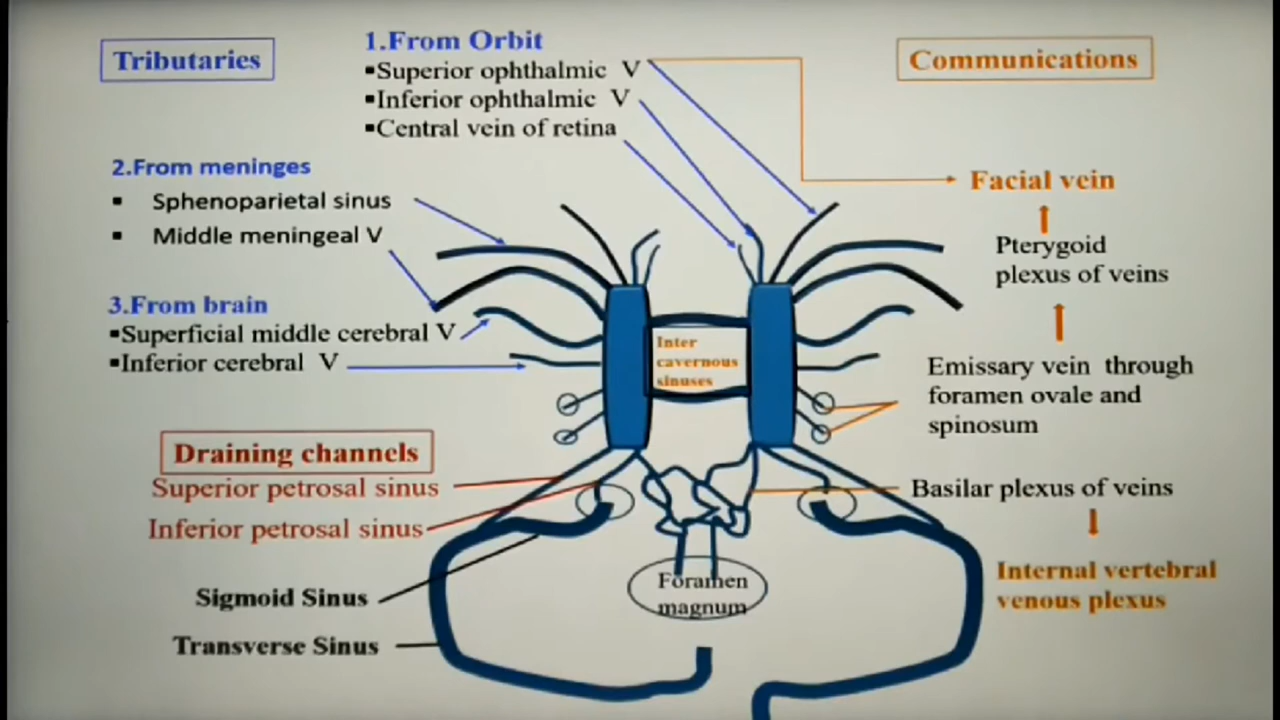 Tributaries
1.From Orbit
▪Superior ophthalmic V
▪Inferior ophthalmic V
▪Central vein of retina
2.From meninges
▪ Sphenoparietal sinus
▪ Middle meningeal V
3.From brain
▪Superficial middle cerebral V
▪Inferior cerebral V
Draining channels
Superior petrosal sinus
Inferior petrosal sinus
Sigmoid Sinus
Transverse Sinus
Inter
cavernous
sinuses
Foramen
magnum
Communications
Facial vein
Pterygoid
plexus of veins
Emissary vein through
foramen ovale and
spinosum
Basilar plexus of veins
Internal vertebral
venous plexus